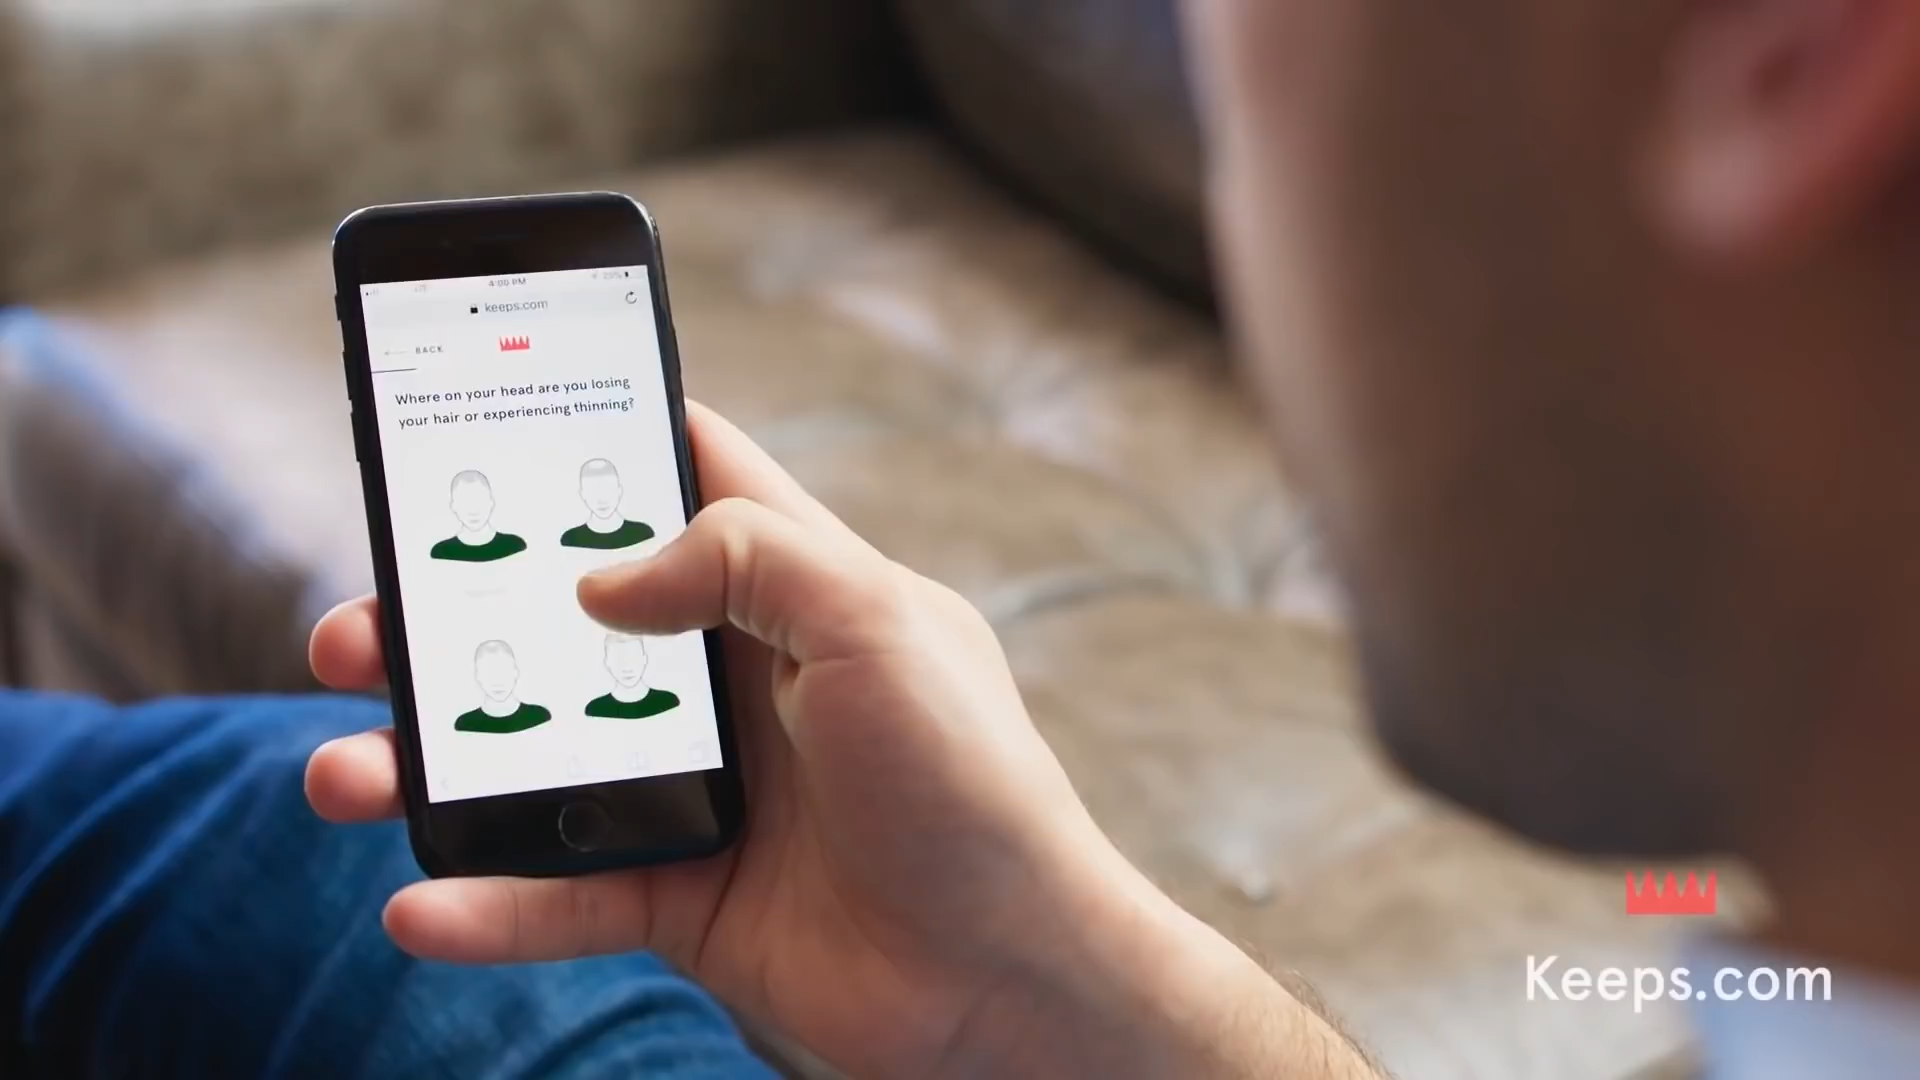 4:00 PM
25%
keeps.com
BACK
Where on your head are you losing
your hair or experiencing thinning?
Keeps.com